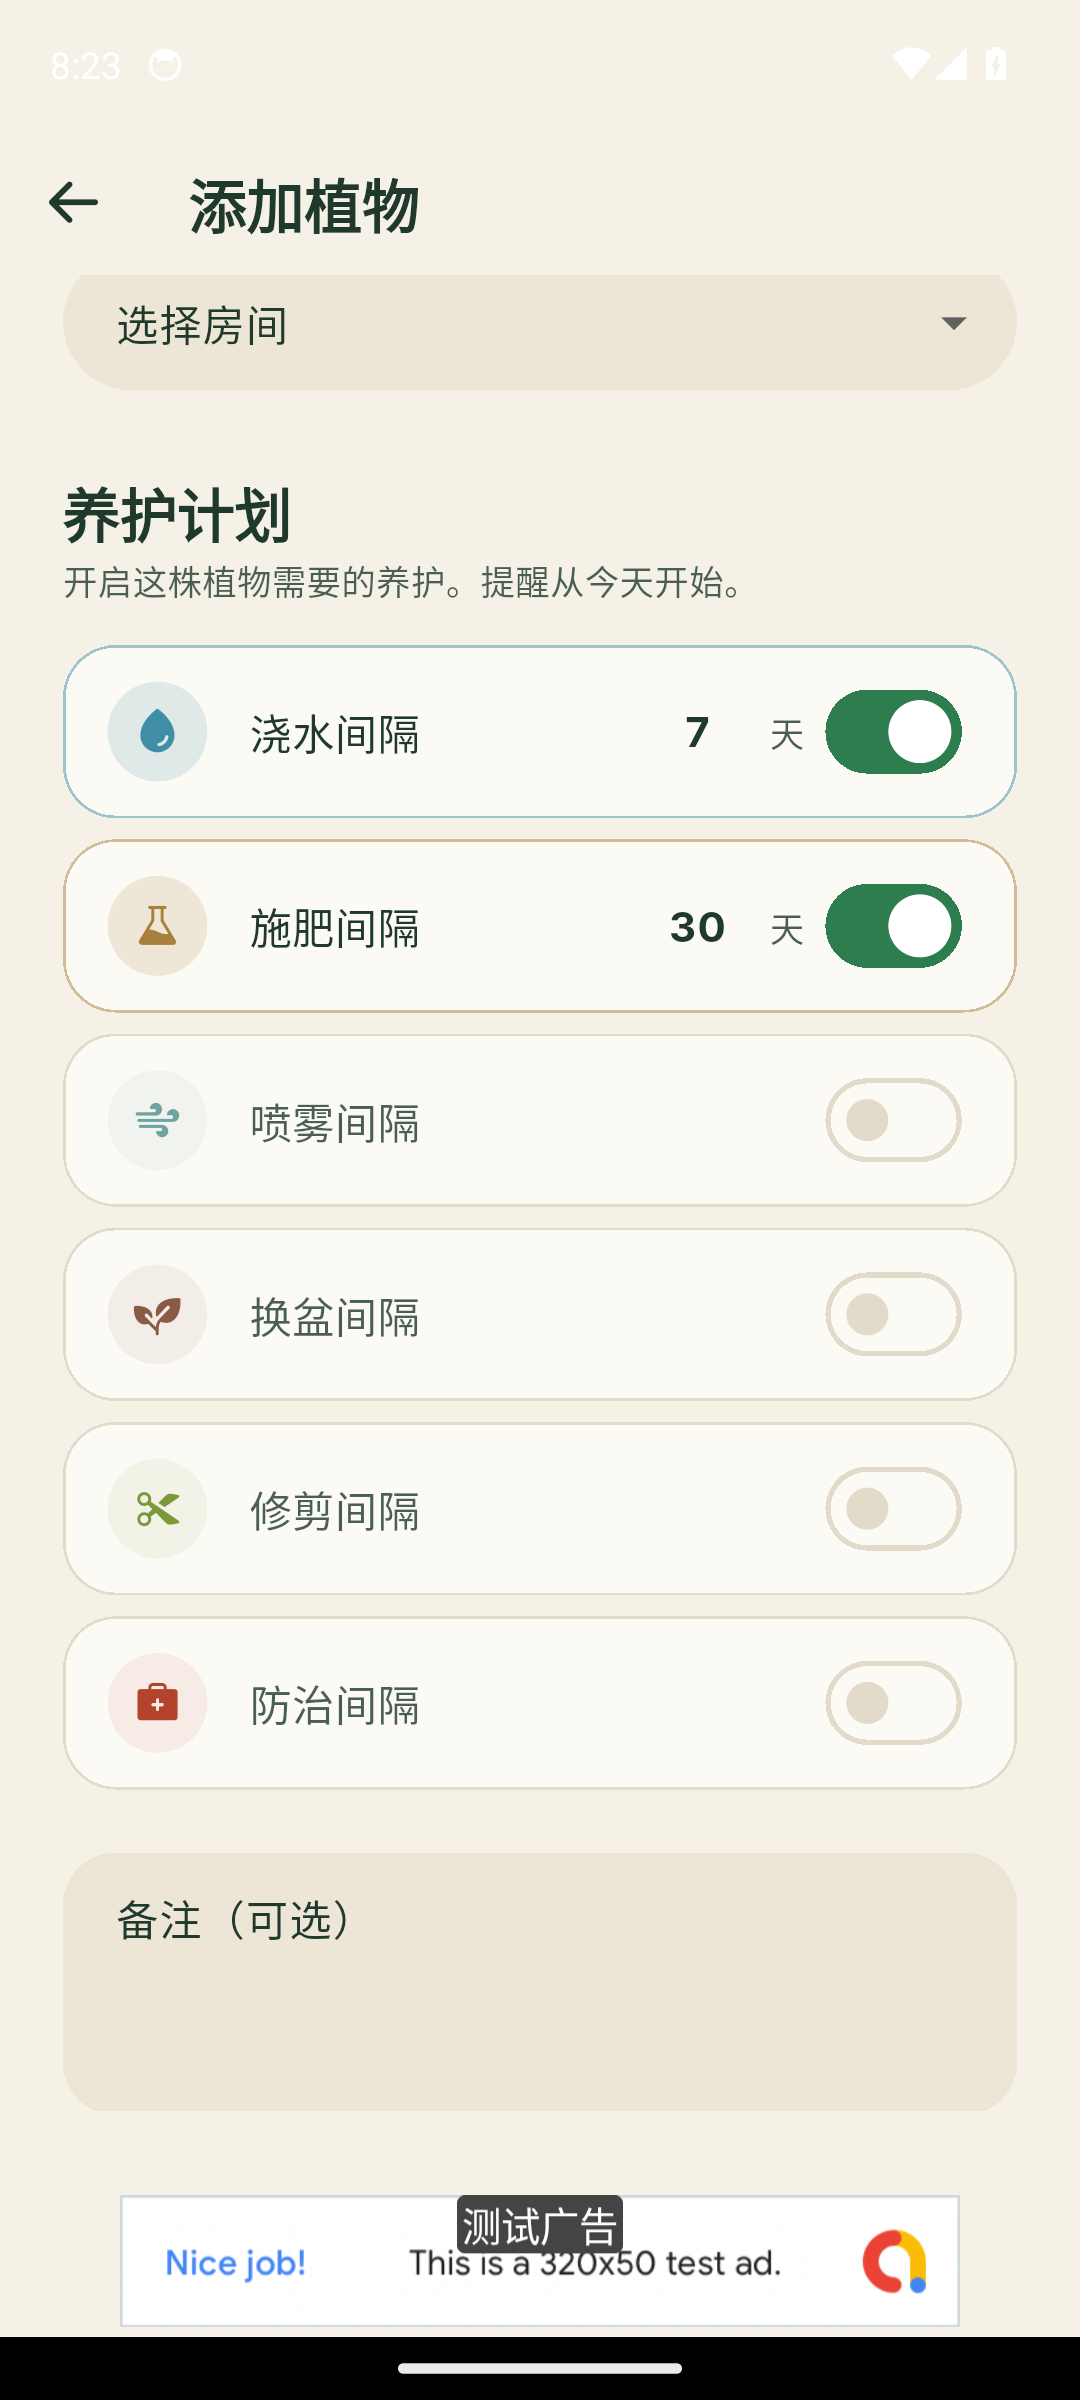 8:23
添加植物
选择房间
养护计划
开启这株植物需要的养护。提醒从今天开始。
浇水间隔 7 天
施肥间隔 30 天
喷雾间隔
换盆间隔
修剪间隔
防治间隔
备注（可选）
测试广告
Nice job! This is a 320x50 test ad.